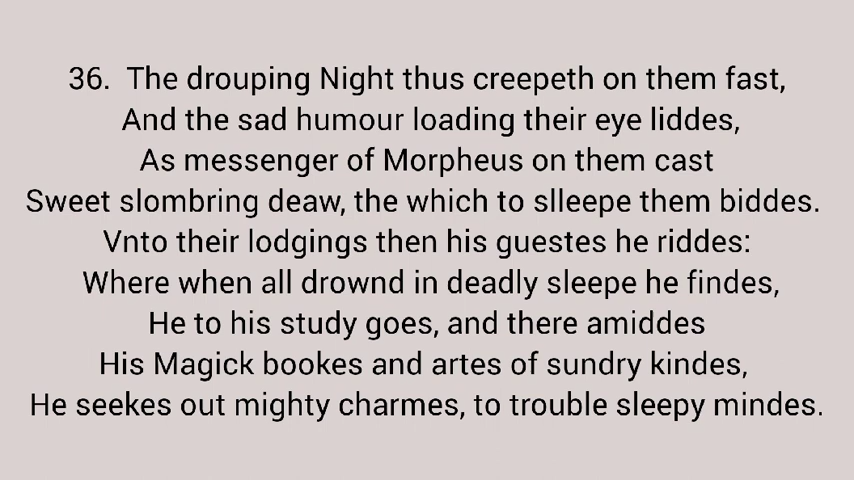 36.  The drouping Night thus creepeth on them fast,
And the sad humour loading their eye liddes,
As messenger of Morpheus on them cast
Sweet slombring deaw, the which to slleepe them biddes.
Vnto their lodgings then his guestes he riddes:
Where when all drownd in deadly sleepe he findes,
He to his study goes, and there amiddes
His Magick bookes and artes of sundry kindes,
He seekes out mighty charmes, to trouble sleepy mindes.